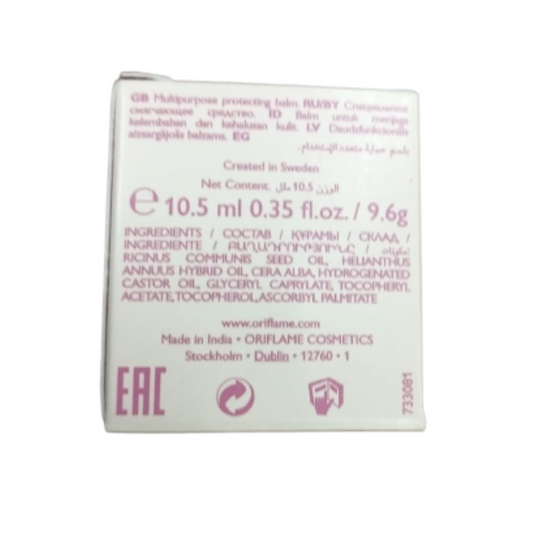 GB Multipurpose protecting balm. RU/BY Специальное
смягчающее средство. ID Balm untuk menjaga
kelembaban dan kehalusan kulit. LV Daudzfunkcionāls
aizsargājošs balzams. EG
بلسم حماية متعدد الإستخدام.
Created in Sweden
Net Content. الوزن 10.5 مل
e 10.5 ml 0.35 fl.oz. / 9.6g
INGREDIENTS / СОСТАВ / ҚҰРАМЫ / СКЛАД /
INGREDIENTE / ԲԱՂԱԴՐՈՒԹՅՈՒՆԸ / مكونات:
RICINUS COMMUNIS SEED OIL, HELIANTHUS
ANNUUS HYBRID OIL, CERA ALBA, HYDROGENATED
CASTOR OIL, GLYCERYL CAPRYLATE, TOCOPHERYL
ACETATE, TOCOPHEROL, ASCORBYL PALMITATE
www.oriflame.com
Made in India • ORIFLAME COSMETICS
Stockholm • Dublin • 12760 • 1
EAC
733081